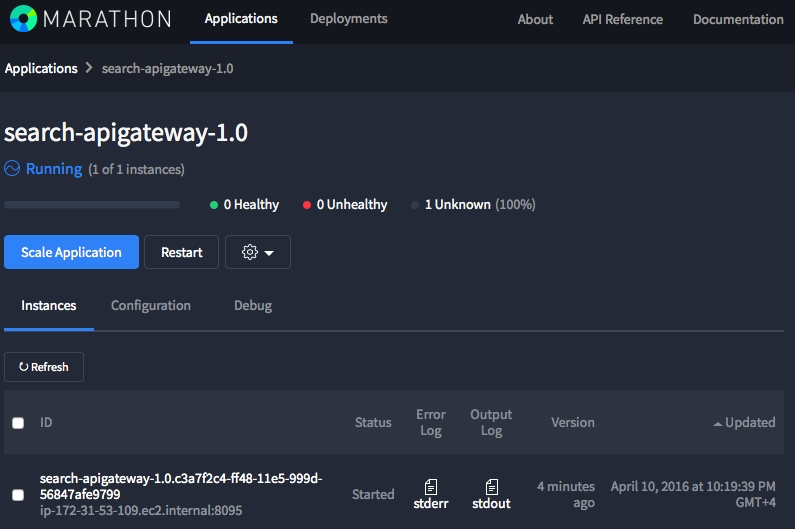 MARATHON Applications Deployments About API Reference Documentation
Applications > search-apigateway-1.0
search-apigateway-1.0
Running (1 of 1 instances)
0 Healthy 0 Unhealthy 1 Unknown (100%)
Scale Application Restart
Instances Configuration Debug
Refresh
ID Status Error Log Output Log Version Updated
search-apigateway-1.0.c3a7f2c4-ff48-11e5-999d-
56847afe9799
ip-172-31-53-109.ec2.internal:8095
Started
stderr
stdout
4 minutes
ago
April 10, 2016 at 10:19:39 PM
GMT+4